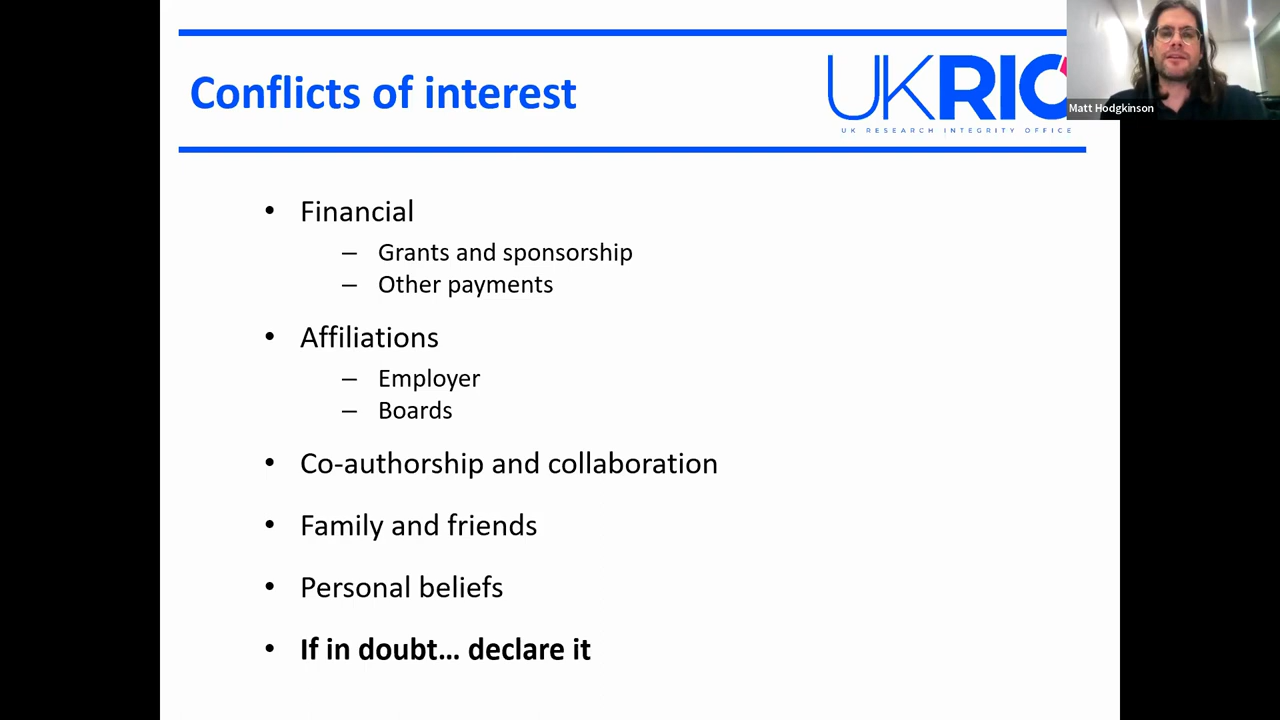 Conflicts of interest
UKRIO
UK RESEARCH INTEGRITY OFFICE
Matt Hodgkinson
• Financial
– Grants and sponsorship
– Other payments
• Affiliations
– Employer
– Boards
• Co-authorship and collaboration
• Family and friends
• Personal beliefs
• If in doubt... declare it